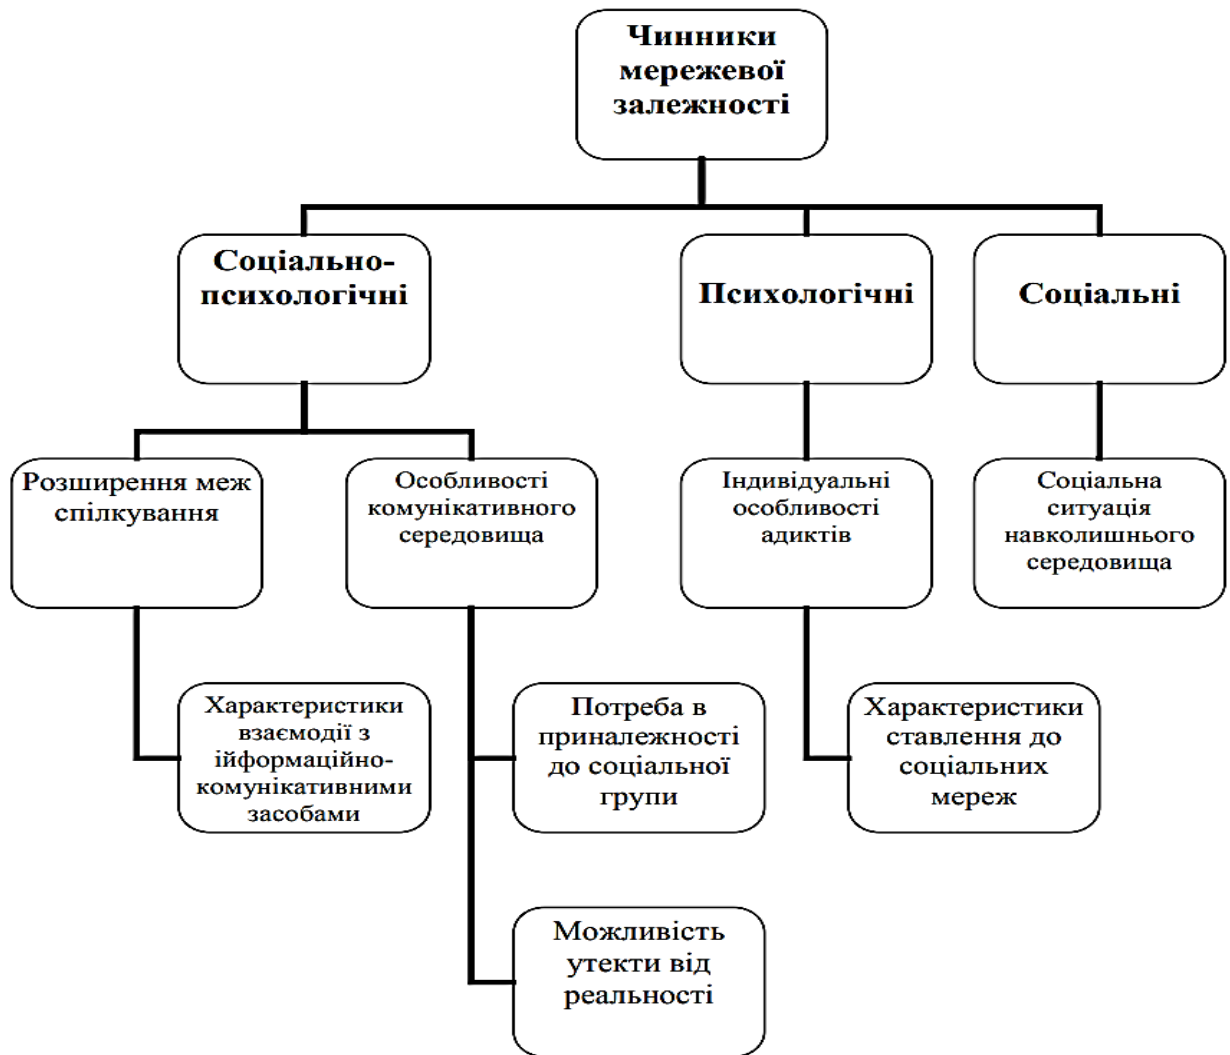 Чинники
мережевої
залежності
Соціально-
психологічні
Психологічні
Соціальні
Розширення меж
спілкування
Особливості
комунікативного
середовища
Індивідуальні
особливості
адиктів
Соціальна
ситуація
навколишнього
середовища
Характеристики
взаємодії з
ійформаційно-
комунікативними
засобами
Потреба в
приналежності
до соціальної
групи
Характеристики
ставлення до
соціальних
мереж
Можливість
утекти від
реальності